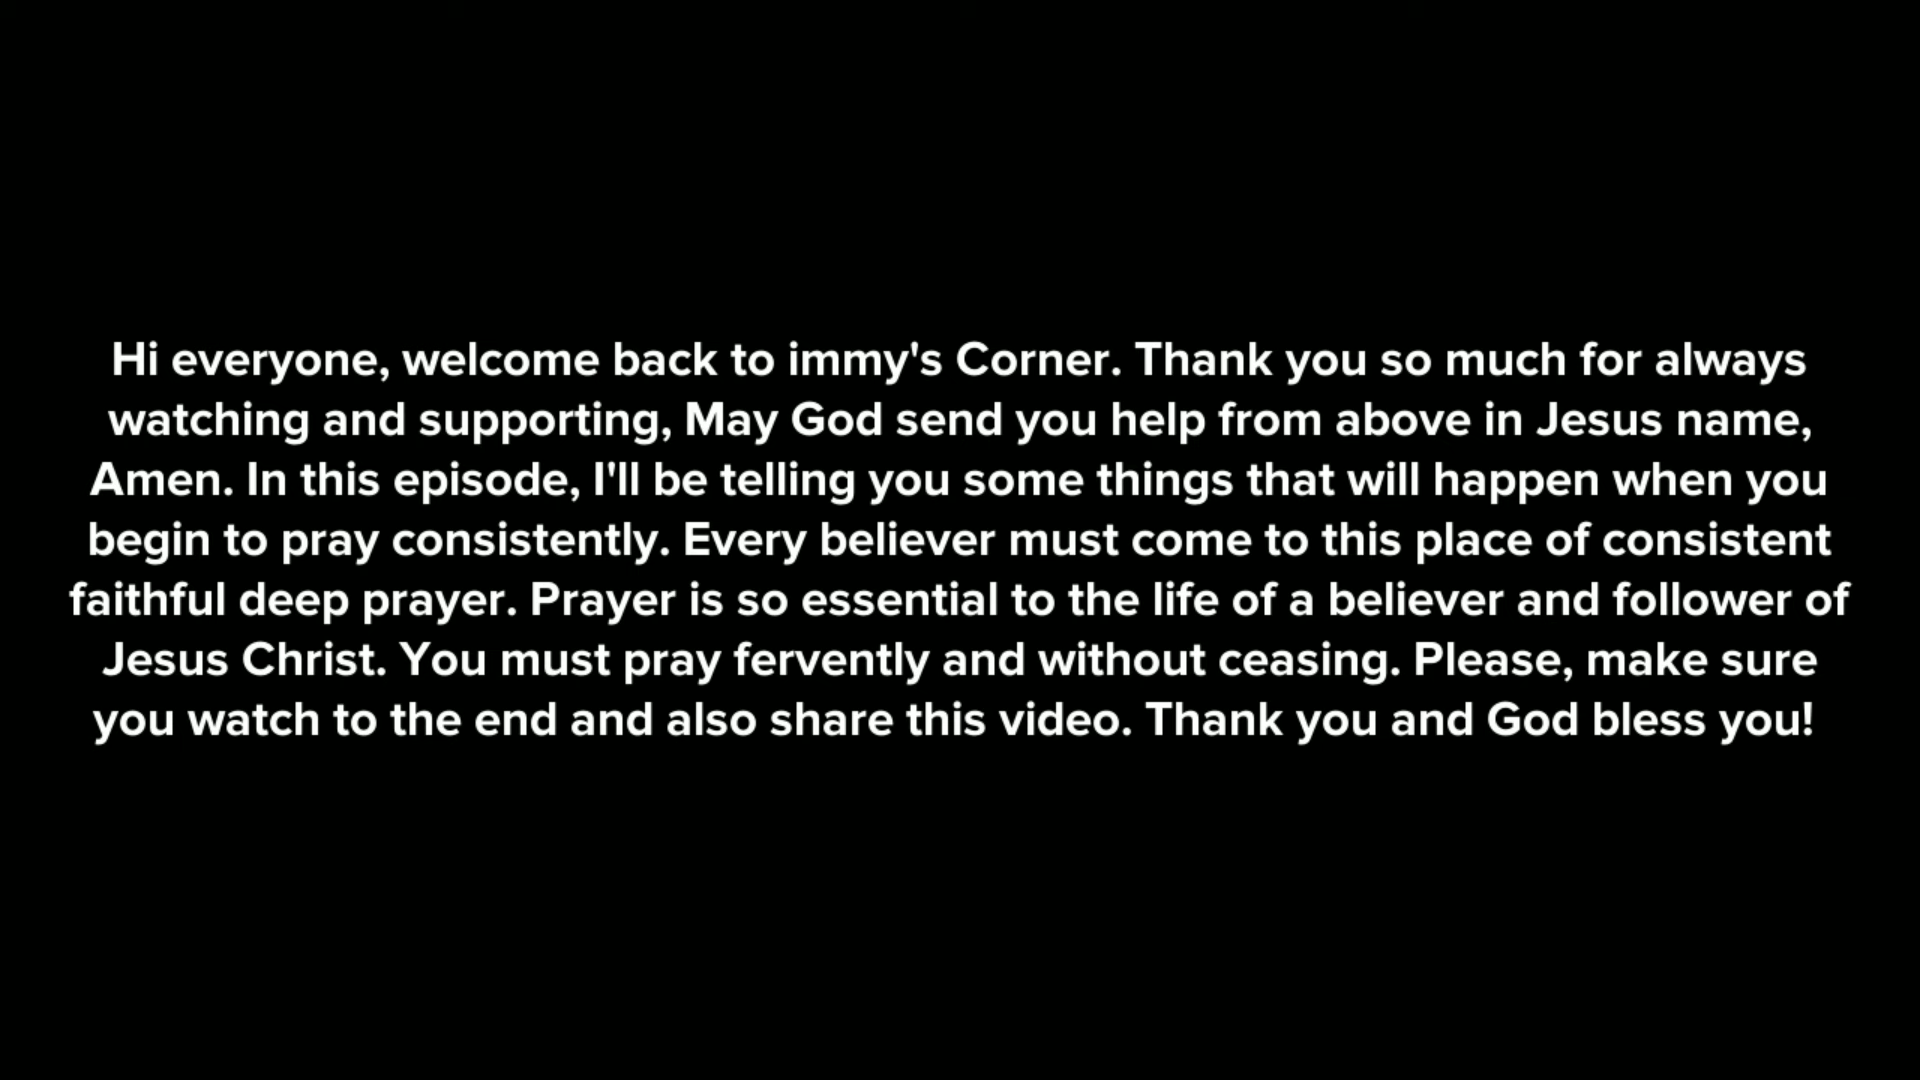 Hi everyone, welcome back to immy's Corner. Thank you so much for always
watching and supporting, May God send you help from above in Jesus name,
Amen. In this episode, I'll be telling you some things that will happen when you
begin to pray consistently. Every believer must come to this place of consistent
faithful deep prayer. Prayer is so essential to the life of a believer and follower of
Jesus Christ. You must pray fervently and without ceasing. Please, make sure
you watch to the end and also share this video. Thank you and God bless you!